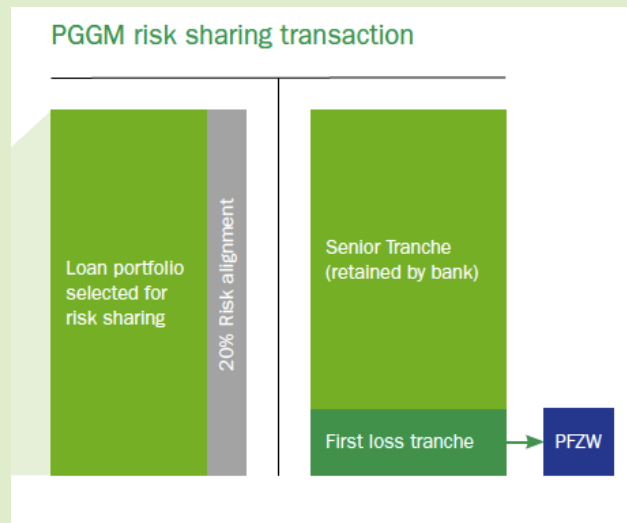 PGGM risk sharing transaction
Loan portfolio
selected for
risk sharing
20% Risk alignment
Senior Tranche
(retained by bank)
First loss tranche
PFZW